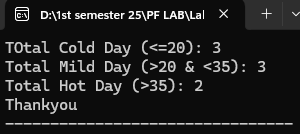 D:\1st semester 25\PF LAB\Lal
TOtal Cold Day (<=20): 3
Total Mild Day (>20 & <35): 3
Total Hot Day (>35): 2
Thankyou
--------------------------------